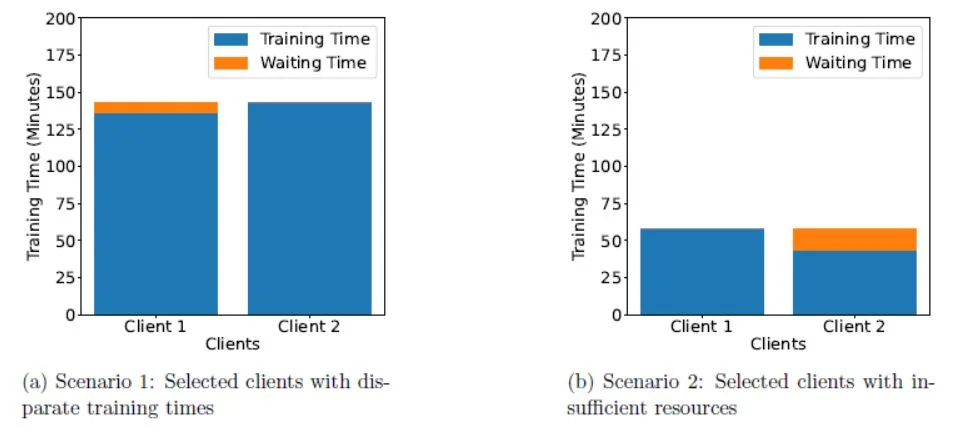 200
175
150
125
100
75
50
25
0
Training Time (Minutes)
Training Time
Waiting Time
Client 1
Client 2
Clients
(a) Scenario 1: Selected clients with dis-
parate training times
200
175
150
125
100
75
50
25
0
Training Time (Minutes)
Training Time
Waiting Time
Client 1
Client 2
Clients
(b) Scenario 2: Selected clients with in-
sufficient resources